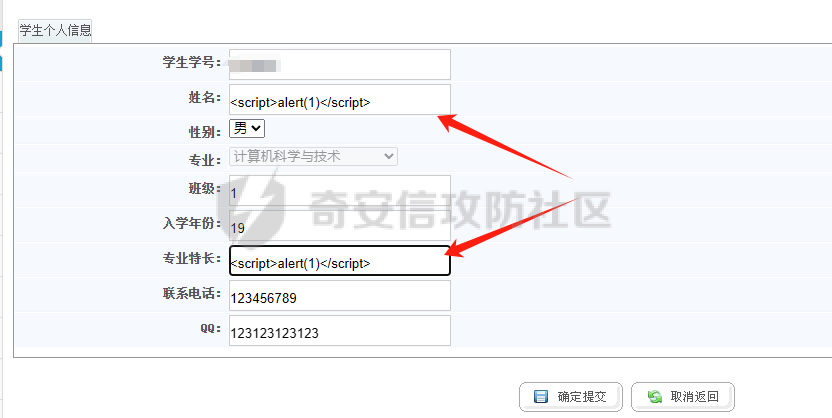 学生个人信息
学生学号：
姓名： <script>alert(1)</script>
性别： 男
专业： 计算机科学与技术
班级： 1
奇安信攻防社区
入学年份： 19
专业特长： <script>alert(1)</script>
联系电话： 123456789
QQ： 123123123123
确定提交 取消返回